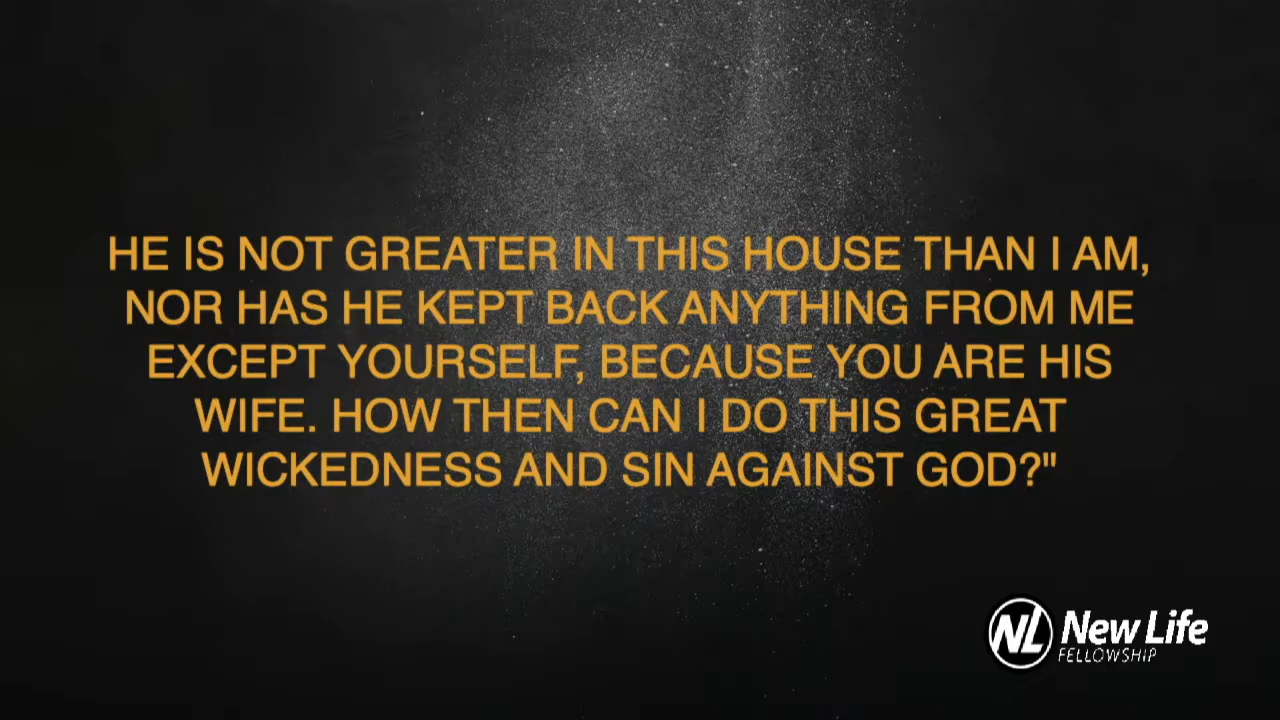 HE IS NOT GREATER IN THIS HOUSE THAN I AM,
NOR HAS HE KEPT BACK ANYTHING FROM ME
EXCEPT YOURSELF, BECAUSE YOU ARE HIS
WIFE. HOW THEN CAN I DO THIS GREAT
WICKEDNESS AND SIN AGAINST GOD?"
NL New Life
FELLOWSHIP